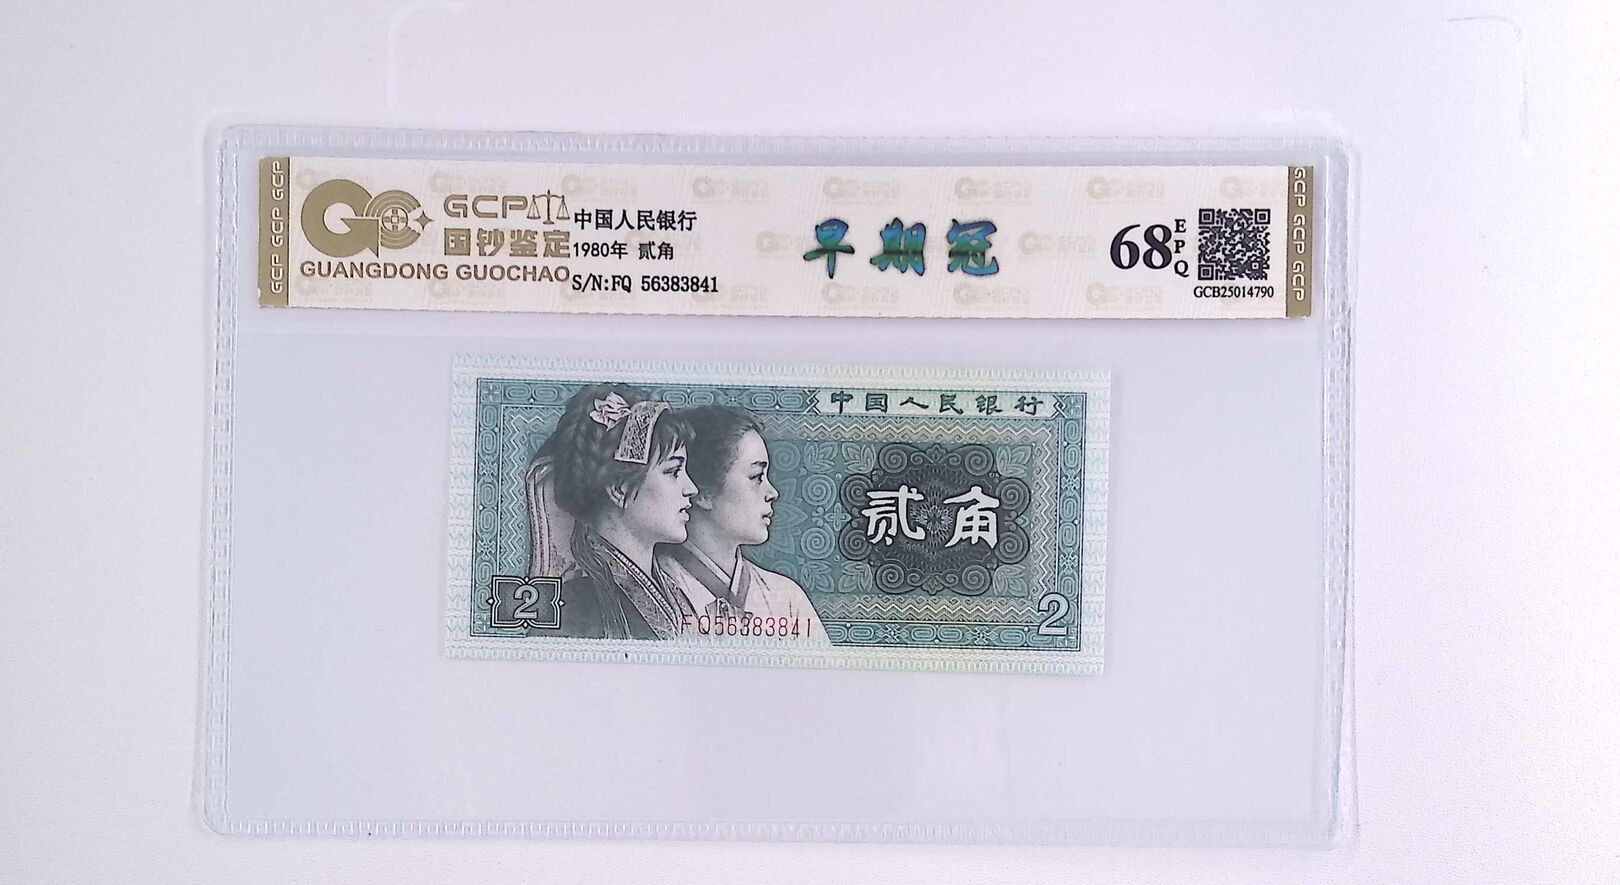 GCP GCP GCP
GCP
国钞鉴定
GUANGDONG GUOCHAO
中国人民银行
1980年 贰角
S/N:FQ 56383841
早期冠
68 EPQ
GCB25014790
GCP GCP GCP
中国人民银行
贰角
2
FQ56383841
2